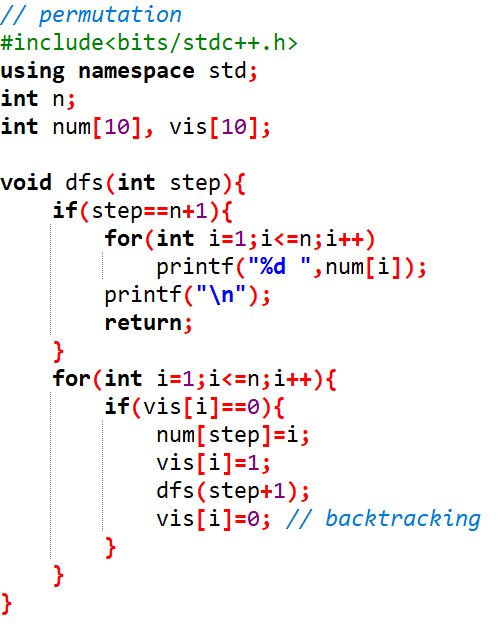 // permutation
#include<bits/stdc++.h>
using namespace std;
int n;
int num[10], vis[10];

void dfs(int step){
    if(step==n+1){
        for(int i=1;i<=n;i++)
            printf("%d ",num[i]);
        printf("\n");
        return;
    }
    for(int i=1;i<=n;i++){
        if(vis[i]==0){
            num[step]=i;
            vis[i]=1;
            dfs(step+1);
            vis[i]=0; // backtracking
        }
    }
}